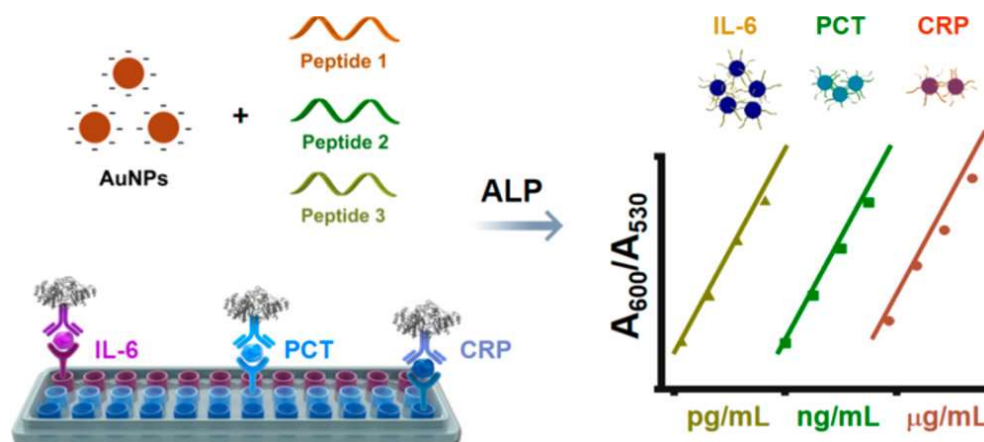 Peptide 1
Peptide 2
Peptide 3
AuNPs
+
ALP
IL-6
PCT
CRP
IL-6
PCT
CRP
A600/A530
pg/mL
ng/mL
μg/mL